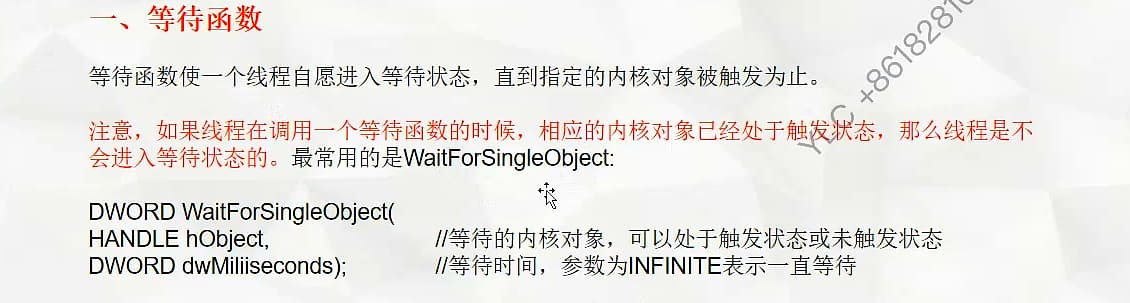 一、等待函数
等待函数使一个线程自愿进入等待状态，直到指定的内核对象被触发为止。
注意，如果线程在调用一个等待函数的时候，相应的内核对象已经处于触发状态，那么线程是不
会进入等待状态的。最常用的是WaitForSingleObject:
DWORD WaitForSingleObject(
HANDLE hObject, //等待的内核对象，可以处于触发状态或未触发状态
DWORD dwMiliiseconds); //等待时间，参数为INFINITE表示一直等待